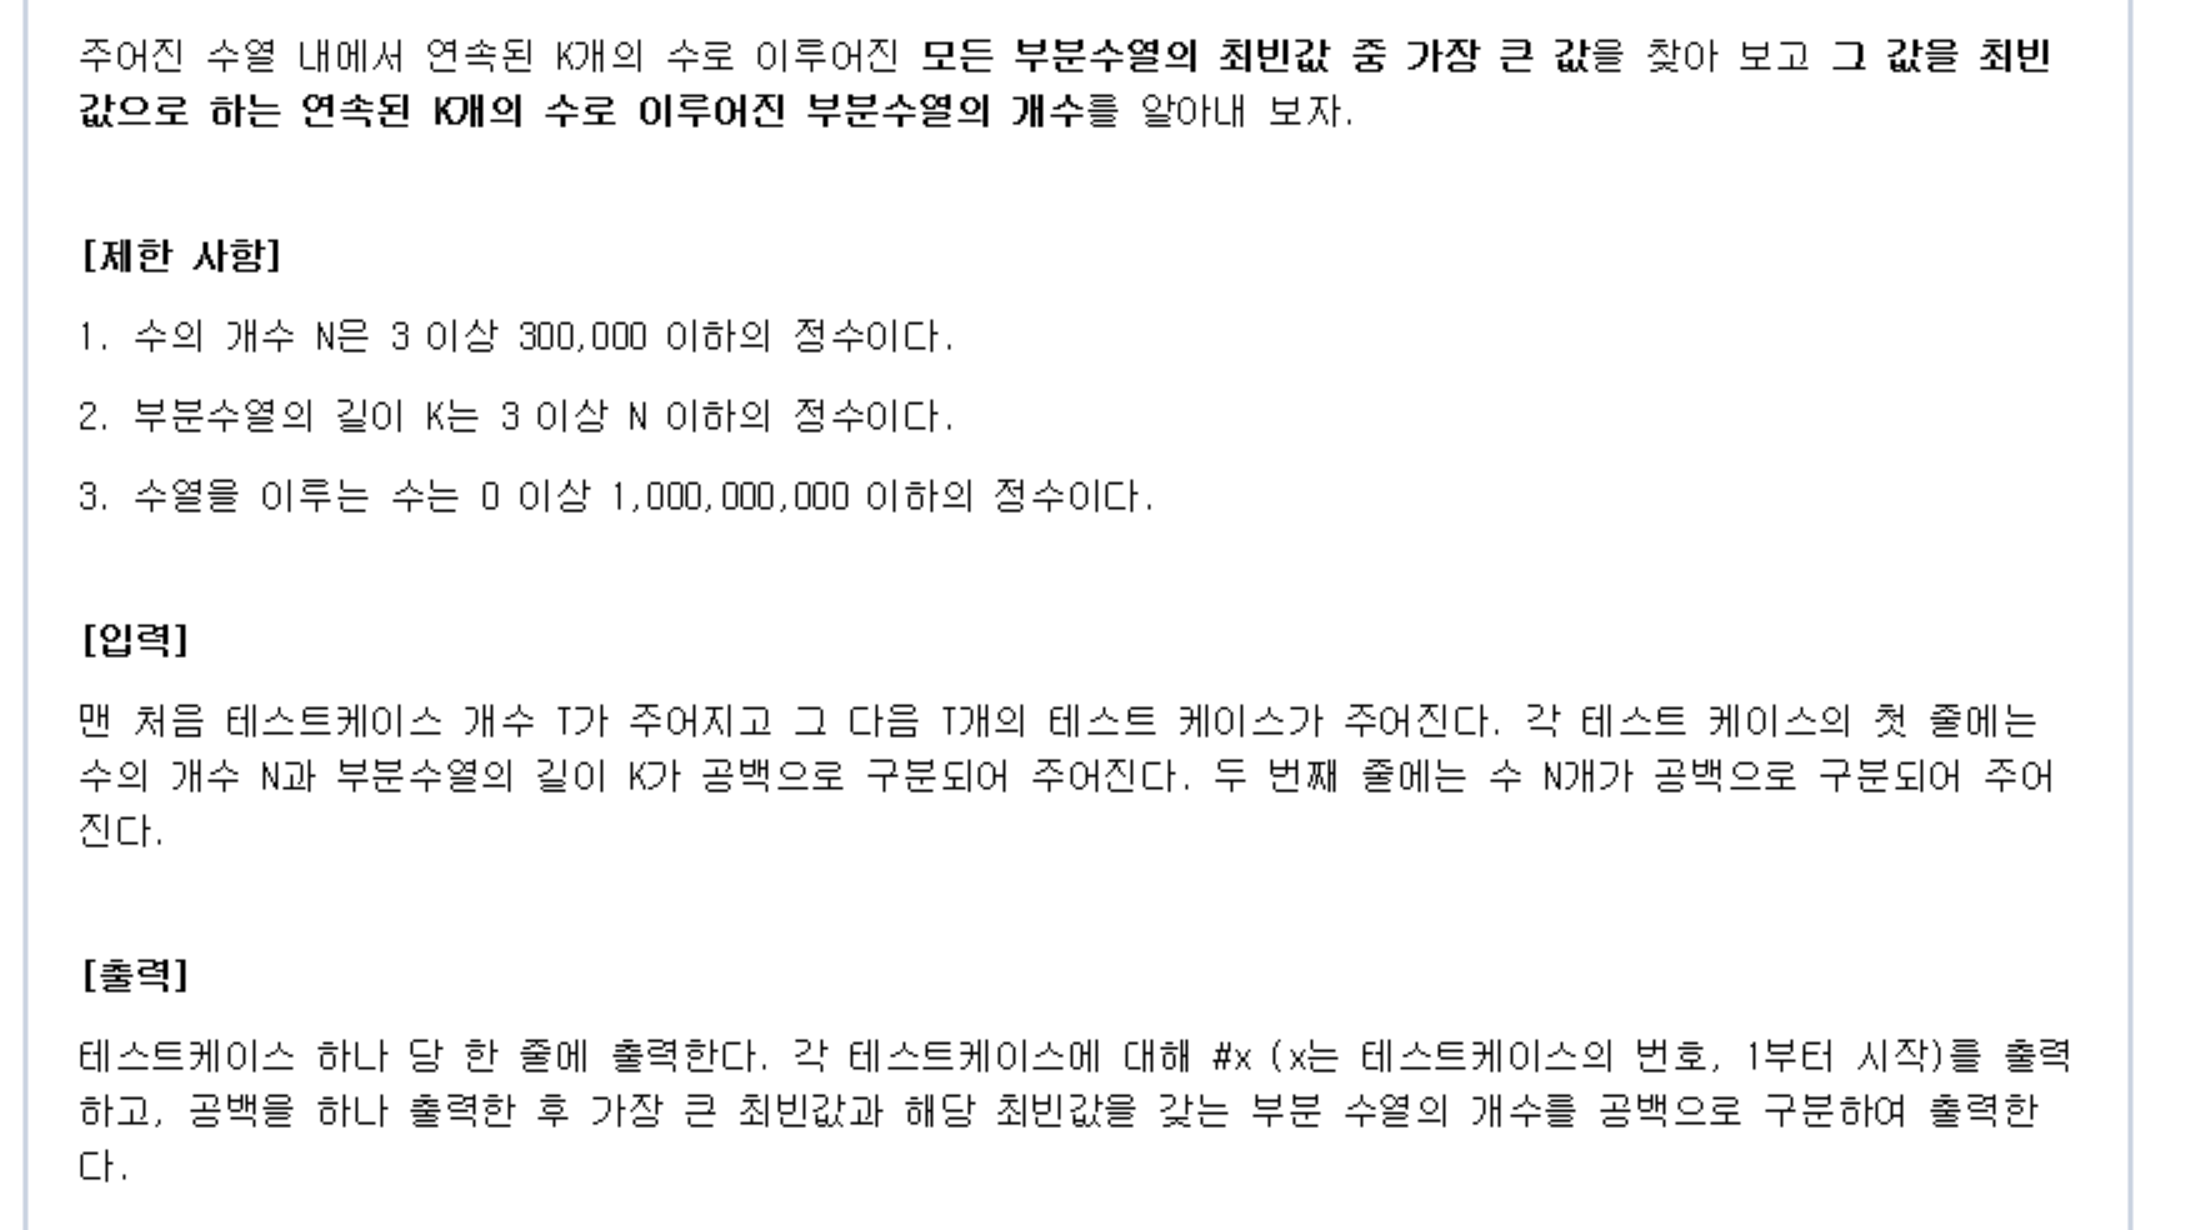 주어진 수열 내에서 연속된 K개의 수로 이루어진 모든 부분수열의 최빈값 중 가장 큰 값을 찾아 보고 그 값을 최빈
값으로 하는 연속된 K개의 수로 이루어진 부분수열의 개수를 알아내 보자.
[제한 사항]
1. 수의 개수 N은 3 이상 300,000 이하의 정수이다.
2. 부분수열의 길이 K는 3 이상 N 이하의 정수이다.
3. 수열을 이루는 수는 0 이상 1,000,000,000 이하의 정수이다.
[입력]
맨 처음 테스트케이스 개수 T가 주어지고 그 다음 T개의 테스트 케이스가 주어진다. 각 테스트 케이스의 첫 줄에는
수의 개수 N과 부분수열의 길이 K가 공백으로 구분되어 주어진다. 두 번째 줄에는 수 N개가 공백으로 구분되어 주어
진다.
[출력]
테스트케이스 하나 당 한 줄에 출력한다. 각 테스트케이스에 대해 #x (x는 테스트케이스의 번호, 1부터 시작)를 출력
하고, 공백을 하나 출력한 후 가장 큰 최빈값과 해당 최빈값을 갖는 부분 수열의 개수를 공백으로 구분하여 출력한
다.